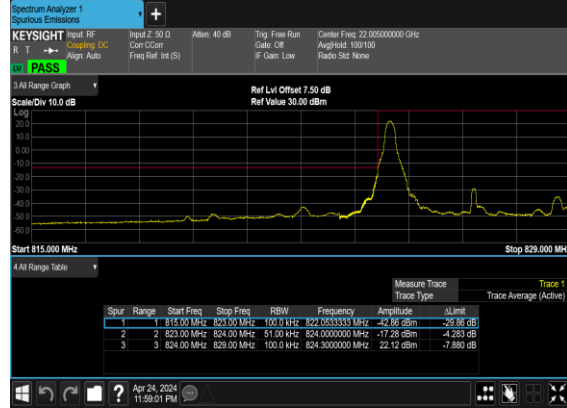 Spectrum Analyzer 1
Spurious Emissions
+
KEYSIGHT Input: RF Input Z: 50 Ω Atten: 40 dB Trig: Free Run Center Freq: 22.005000000 GHz
R T Coupling: DC Corr CCorr Gate: Off Avg|Hold: 100/100
Align: Auto Freq Ref: Int (S) IF Gain: Low Radio Std: None
PASS
3 All Range Graph
Ref Lvl Offset 7.50 dB
Scale/Div 10.0 dB Ref Value 30.00 dBm
Log
20.0
10.0
0.00
-10.0
-20.0
-30.0
-40.0
-50.0
-60.0
Start 815.000 MHz Stop 829.000 MH
4 All Range Table
Measure Trace Trace 1
Trace Type Trace Average (Active)
Spur Range Start Freq Stop Freq RBW Frequency Amplitude ΔLimit
1 1 815.00 MHz 823.00 MHz 100.0 kHz 822.0533333 MHz -42.86 dBm -29.86 dB
2 2 823.00 MHz 824.00 MHz 51.00 kHz 824.0000000 MHz -17.28 dBm -4.283 dB
3 3 824.00 MHz 829.00 MHz 100.0 kHz 824.3000000 MHz 22.12 dBm -7.880 dB
? Apr 24, 2024
11:59:01 PM